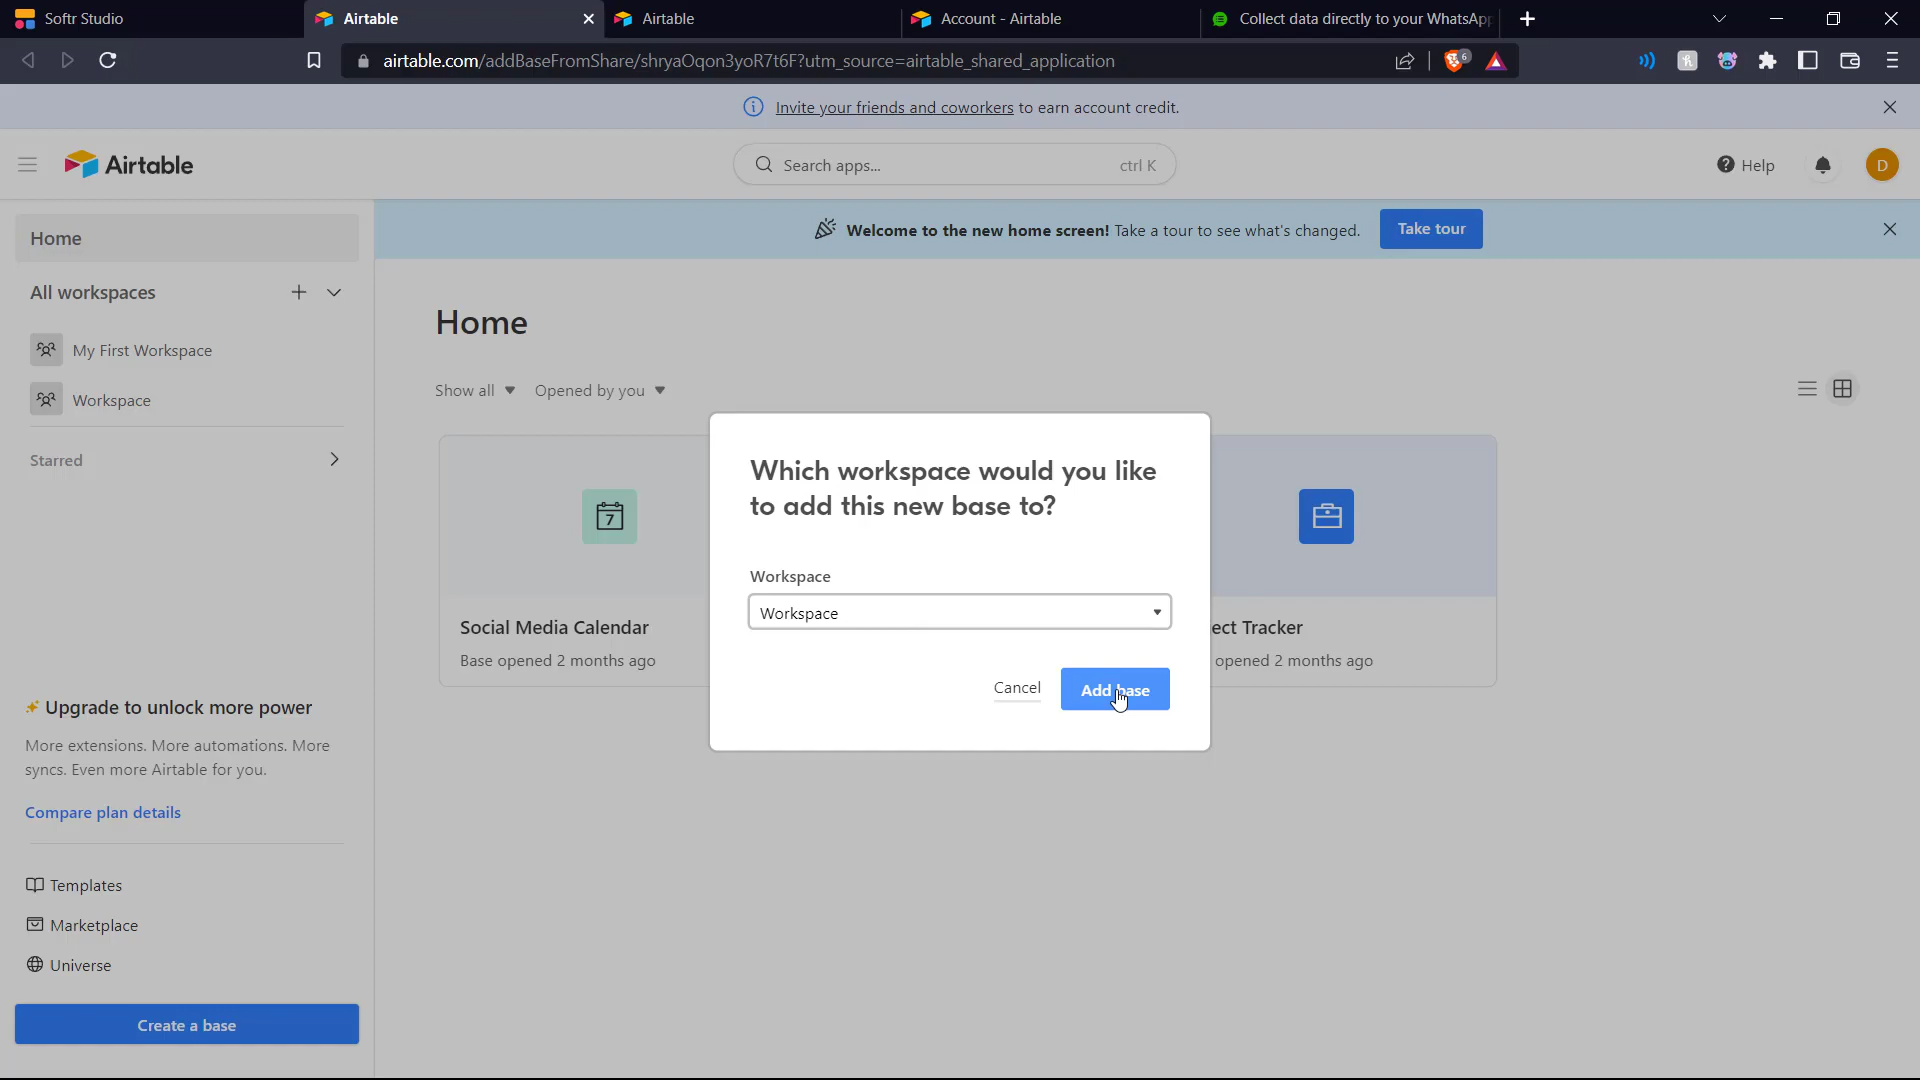 Softr Studio
Airtable
Airtable
Account - Airtable
Collect data directly to your WhatsApp
airtable.com/addBaseFromShare/shryaOqon3yoR7t6F?utm_source=airtable_shared_application
6
Invite your friends and coworkers to earn account credit.
Airtable
Search apps...
ctrl K
Help
D
Home
Welcome to the new home screen! Take a tour to see what's changed.
Take tour
All workspaces
My First Workspace
Workspace
Starred
Home
Show all
Opened by you
7
Social Media Calendar
Base opened 2 months ago
ect Tracker
opened 2 months ago
Which workspace would you like
to add this new base to?
Workspace
Workspace
Cancel
Add base
Upgrade to unlock more power
More extensions. More automations. More
syncs. Even more Airtable for you.
Compare plan details
Templates
Marketplace
Universe
Create a base